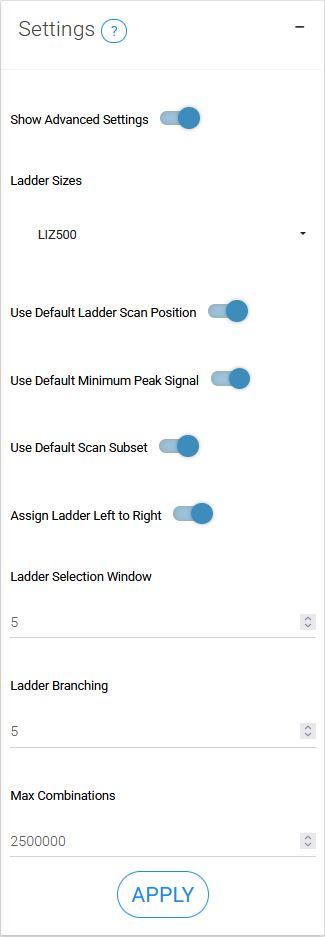 Settings ?
Show Advanced Settings
Ladder Sizes
LIZ500
Use Default Ladder Scan Position
Use Default Minimum Peak Signal
Use Default Scan Subset
Assign Ladder Left to Right
Ladder Selection Window
5
Ladder Branching
5
Max Combinations
2500000
APPLY